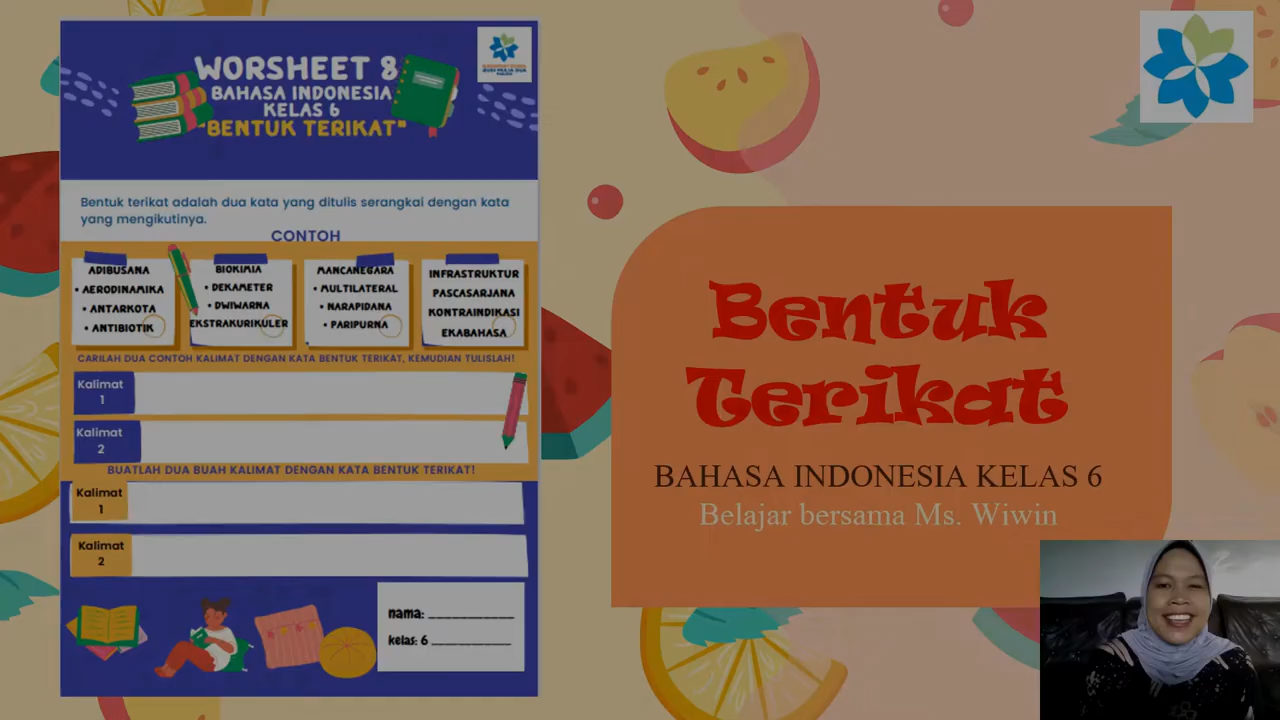 WORSHEET 8
BAHASA INDONESIA
KELAS 6
"BENTUK TERIKAT"
Bentuk terikat adalah dua kata yang ditulis serangkai dengan kata
yang mengikutinya.
CONTOH
ADIBUSANA
• AERODINAMIKA
• ANTARKOTA
• ANTIBIOTIK
BIOKIMIA
• DEKAMETER
• DWIWARNA
EKSTRAKURIKULER
MANCANEGARA
• MULTILATERAL
• NARAPIDANA
• PARIPURNA
INFRASTRUKTUR
PASCASARJANA
KONTRAINDIKASI
EKABAHASA
CARILAH DUA CONTOH KALIMAT DENGAN KATA BENTUK TERIKAT, KEMUDIAN TULISLAH!
Kalimat
1
Kalimat
2
BUATLAH DUA BUAH KALIMAT DENGAN KATA BENTUK TERIKAT!
Kalimat
1
Kalimat
2
nama: ______________
kelas: 6 ______________
Bentuk
Terikat
BAHASA INDONESIA KELAS 6
Belajar bersama Ms. Wiwin